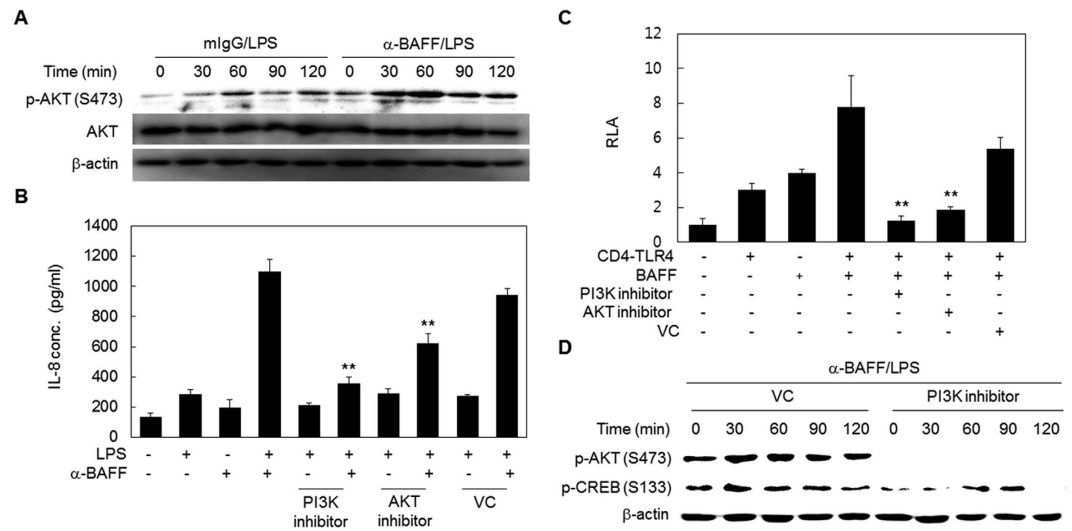 A
mIgG/LPS α-BAFF/LPS
Time (min) 0 30 60 90 120 0 30 60 90 120
p-AKT (S473)
AKT
β-actin
B
IL-8 conc. (pg/ml)
1400
1200
1000
800
600
400
200
0
** **
LPS - + - + + + + + + +
α-BAFF - - + + - + - + - +
PI3K inhibitor AKT inhibitor VC
C
RLA
12
10
8
6
4
2
0
** **
CD4-TLR4 - + - + + + +
BAFF - - + + + + +
PI3K inhibitor - - - - + - -
AKT inhibitor - - - - - + -
VC - - - - - - +
D
α-BAFF/LPS
VC PI3K inhibitor
Time (min) 0 30 60 90 120 0 30 60 90 120
p-AKT (S473)
p-CREB (S133)
β-actin